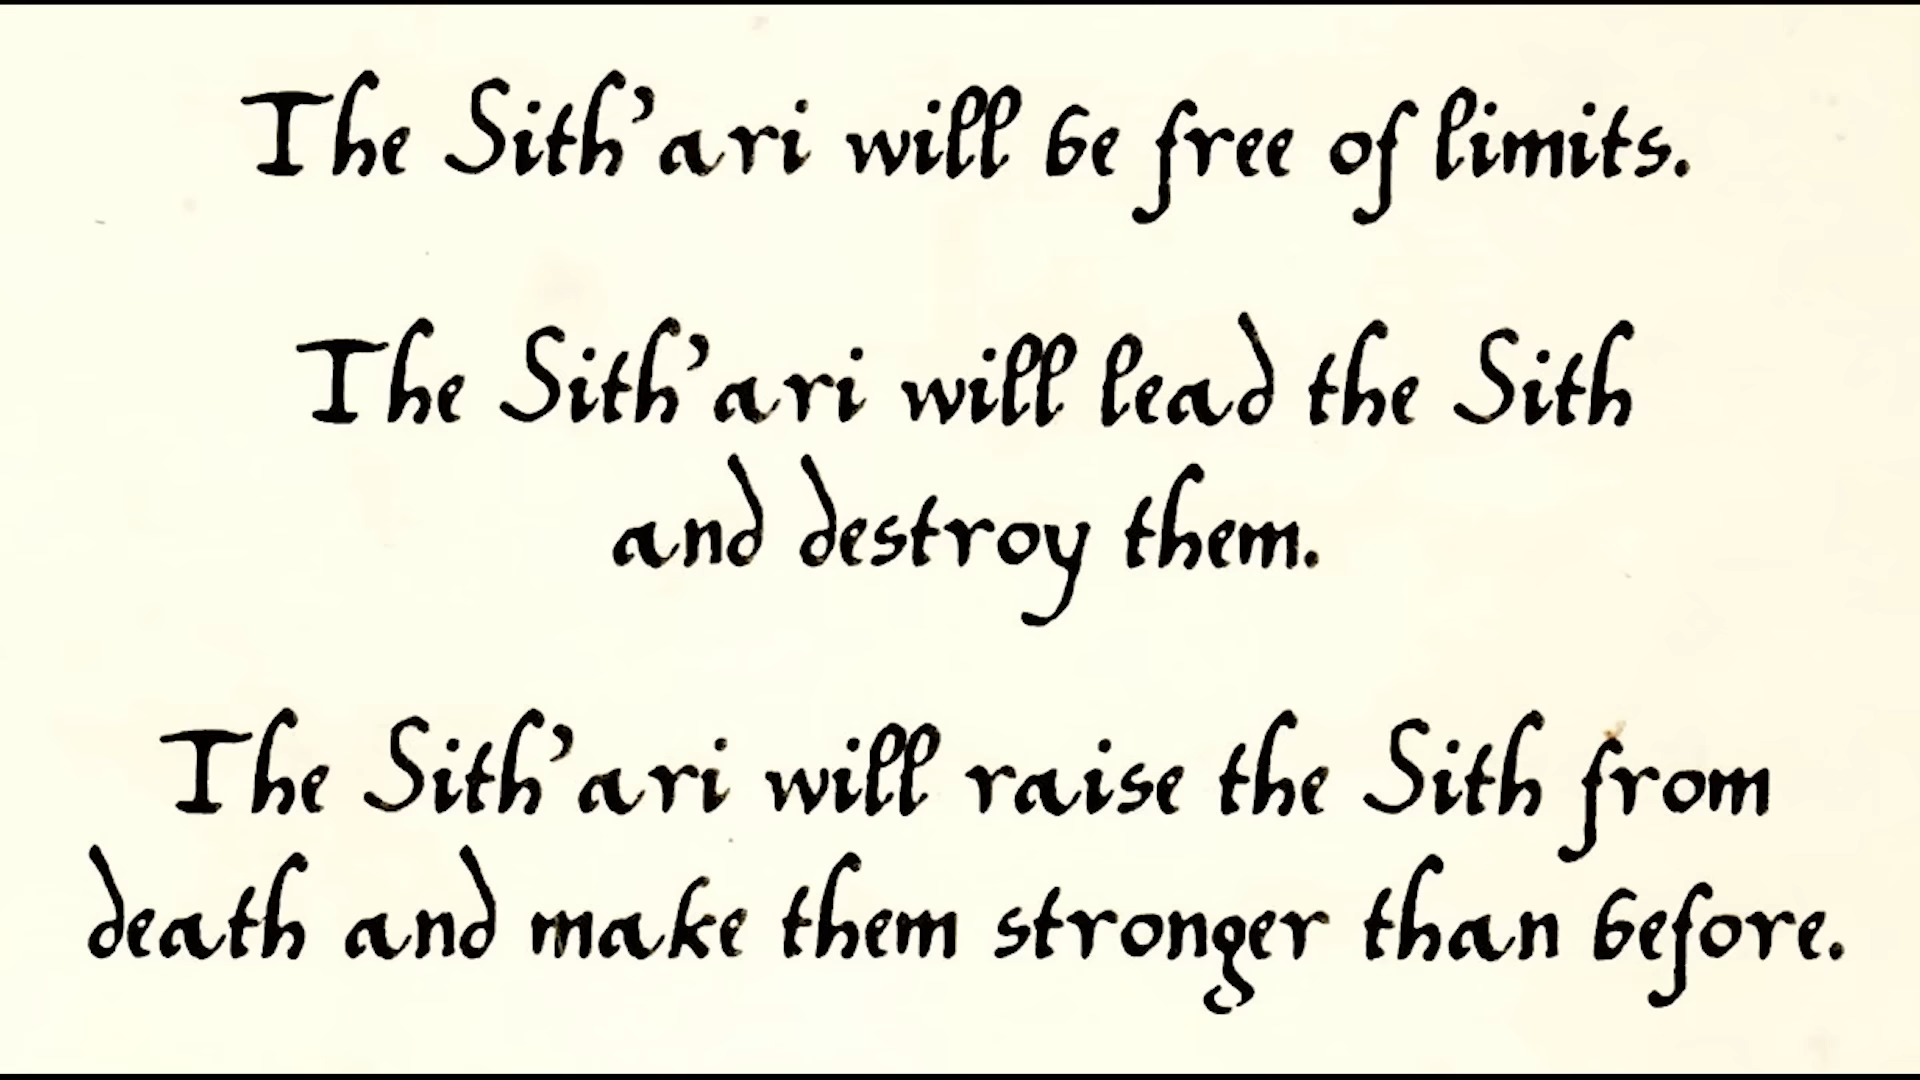 The Sith’ari will be free of limits.
The Sith’ari will lead the Sith
and destroy them.
The Sith’ari will raise the Sith from
death and make them stronger than before.